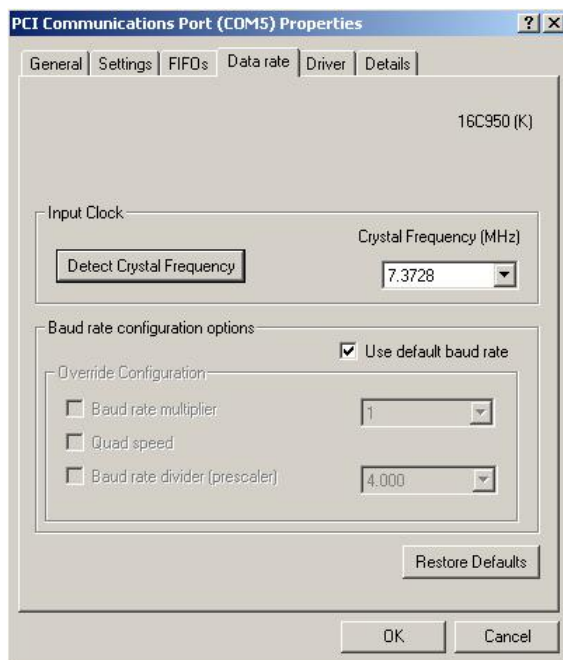 PCI Communications Port (COM5) Properties
General Settings FIFOs Data rate Driver Details
16C950 (K)
Input Clock
Crystal Frequency (MHz)
Detect Crystal Frequency
7.3728
Baud rate configuration options
Use default baud rate
Override Configuration
Baud rate multiplier 1
Quad speed
Baud rate divider (prescaler) 4.000
Restore Defaults
OK Cancel